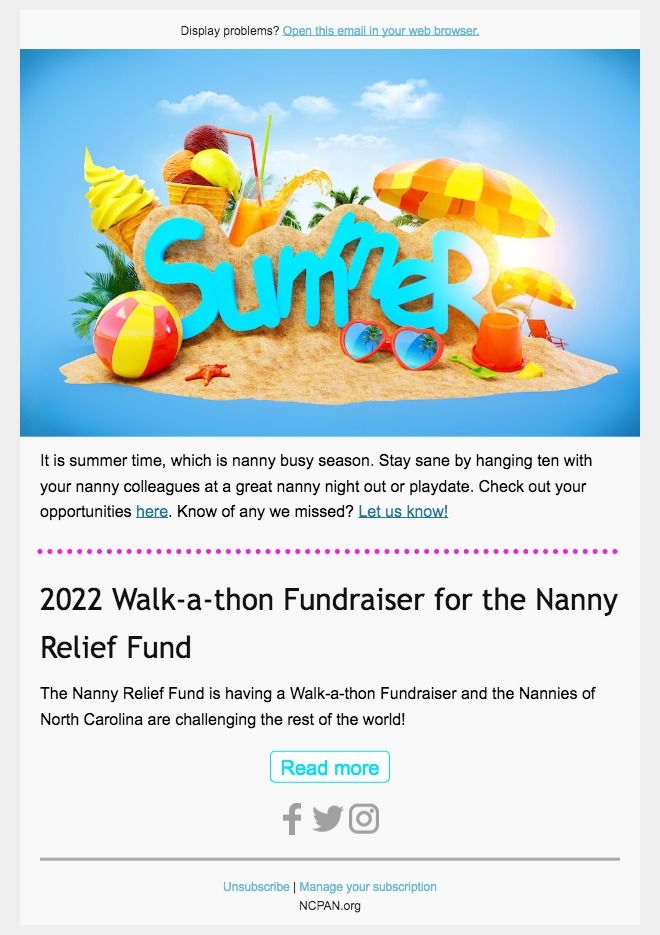 Display problems? Open this email in your web browser.
Summer
It is summer time, which is nanny busy season. Stay sane by hanging ten with
your nanny colleagues at a great nanny night out or playdate. Check out your
opportunities here. Know of any we missed? Let us know!
2022 Walk-a-thon Fundraiser for the Nanny
Relief Fund
The Nanny Relief Fund is having a Walk-a-thon Fundraiser and the Nannies of
North Carolina are challenging the rest of the world!
Read more
Unsubscribe | Manage your subscription
NCPAN.org